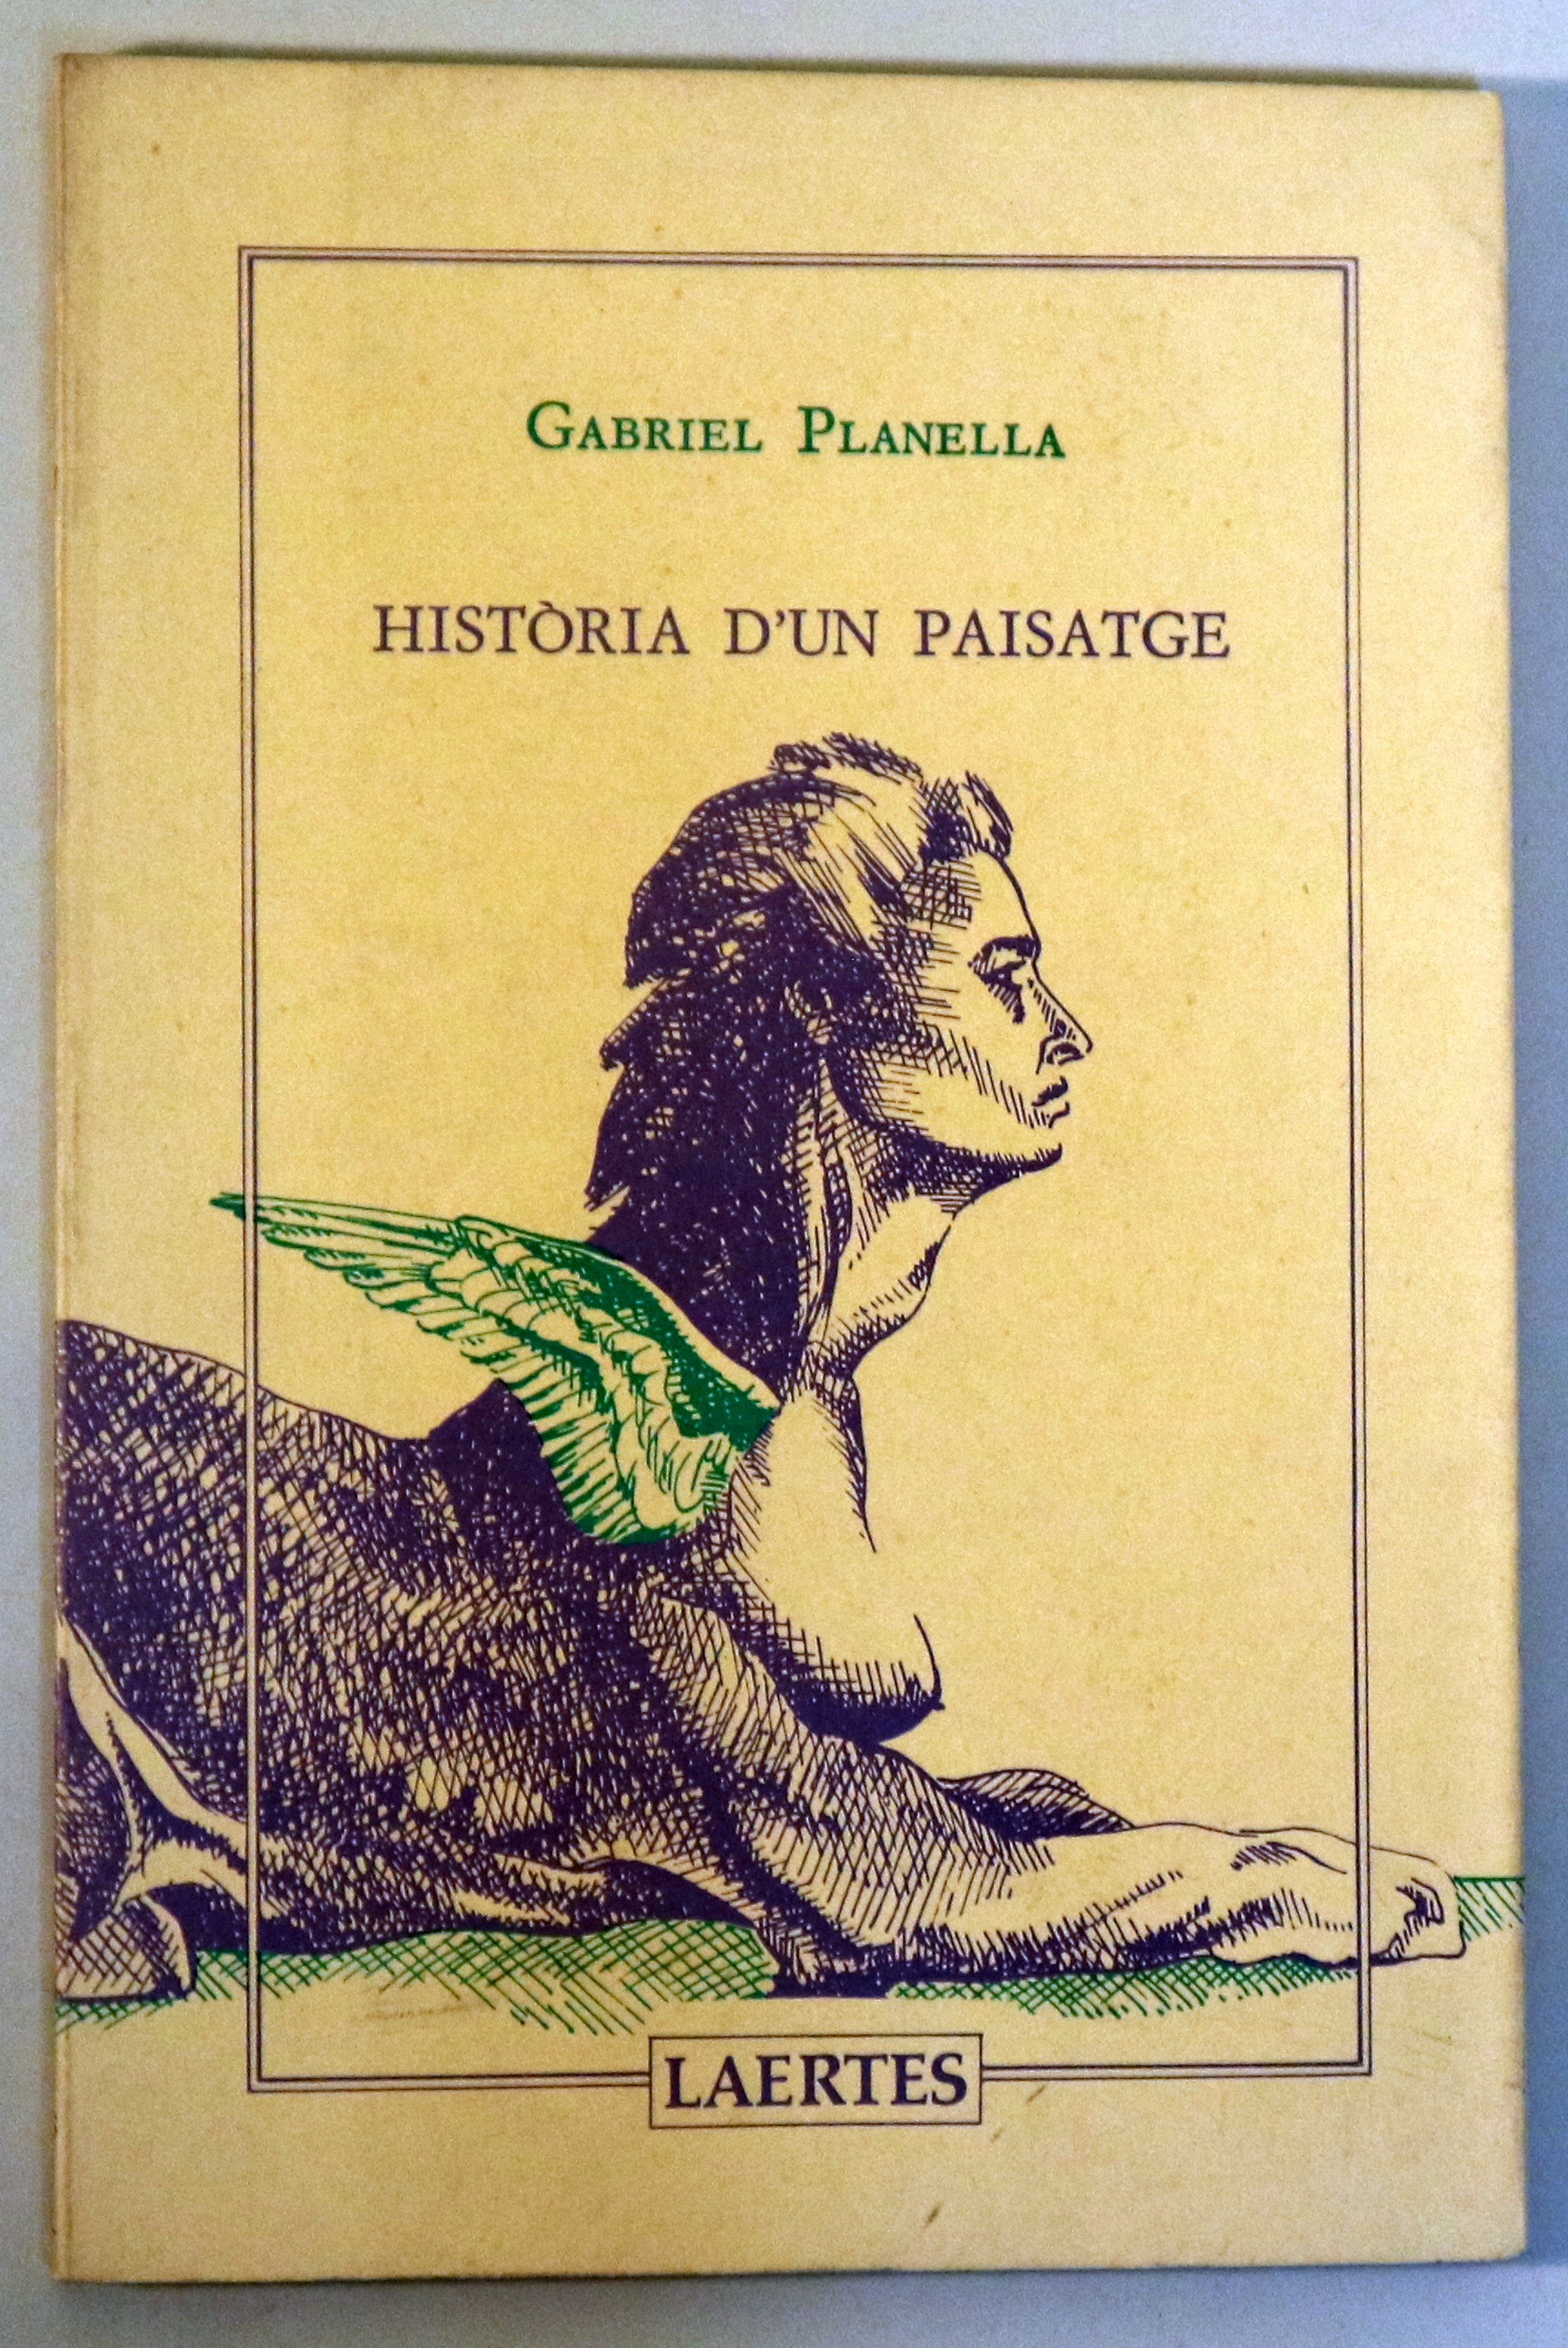 GABRIEL PLANELLA
HISTÒRIA D'UN PAISATGE
LAERTES